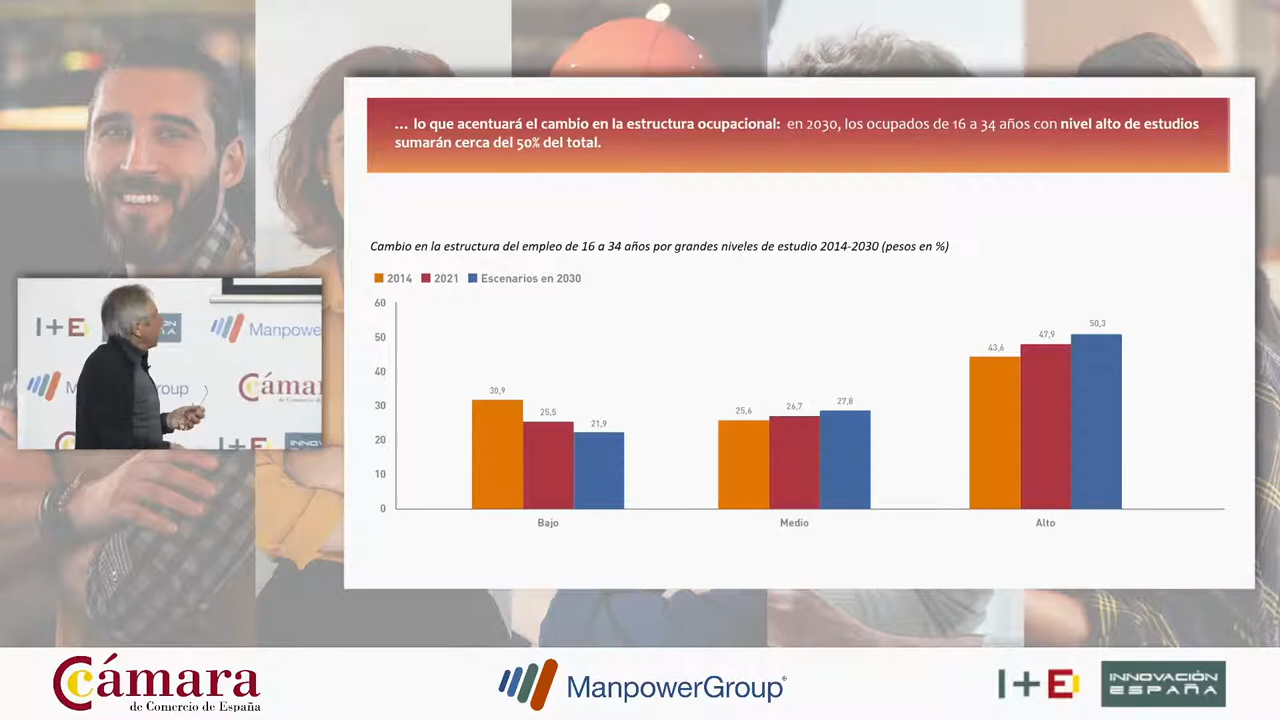 … lo que acentuará el cambio en la estructura ocupacional: en 2030, los ocupados de 16 a 34 años con nivel alto de estudios
sumarán cerca del 50% del total.
Cambio en la estructura del empleo de 16 a 34 años por grandes niveles de estudio 2014-2030 (pesos en %)
2014 2021 Escenarios en 2030
60
50
40
30
20
10
0
30,9
25,5
21,9
25,6
26,7
27,8
43,6
47,9
50,3
Bajo
Medio
Alto
I+E
Manpowe
M
oup
Cámar
I+E
INNOV
Cámara
de Comercio de España
ManpowerGroup®
I+E
INNOVACIÓN
ESPAÑA